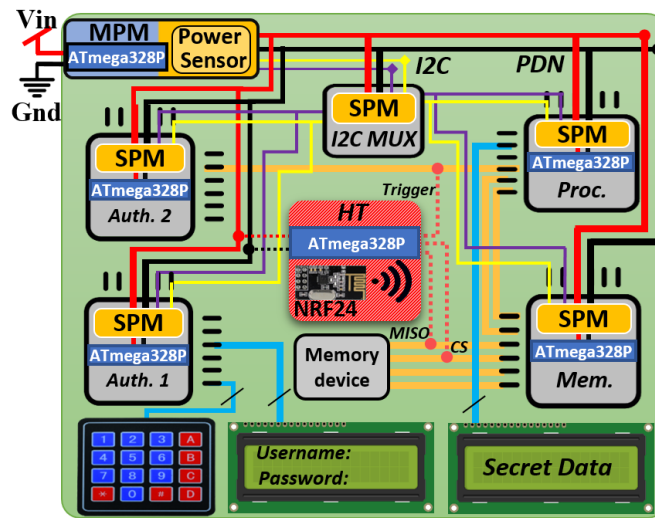 Vin
Gnd
MPM
ATmega328P
Power
Sensor
I2C
PDN
SPM
I2C MUX
SPM
ATmega328P
Auth. 2
SPM
ATmega328P
Proc.
Trigger
HT
ATmega328P
NRF24
MISO
CS
SPM
ATmega328P
Auth. 1
Memory
device
SPM
ATmega328P
Mem.
1 2 3 A
4 5 6 B
7 8 9 C
* 0 # D
Username:
Password:
Secret Data